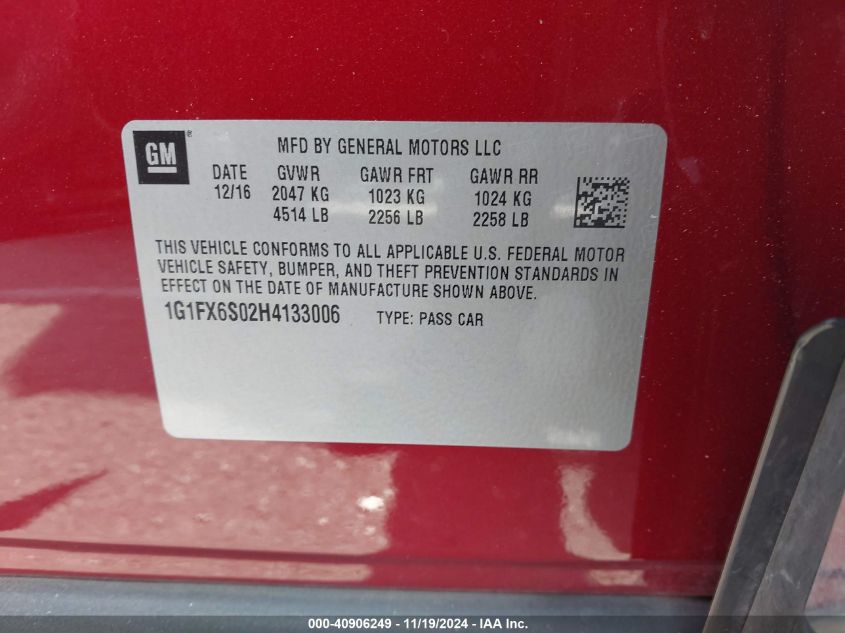 GM®
MFD BY GENERAL MOTORS LLC
DATE GVWR GAWR FRT GAWR RR
12/16 2047 KG 1023 KG 1024 KG
4514 LB 2256 LB 2258 LB
THIS VEHICLE CONFORMS TO ALL APPLICABLE U.S. FEDERAL MOTOR
VEHICLE SAFETY, BUMPER, AND THEFT PREVENTION STANDARDS IN
EFFECT ON THE DATE OF MANUFACTURE SHOWN ABOVE.
1G1FX6S02H4133006 TYPE: PASS CAR
000-40906249 - 11/19/2024 - IAA Inc.